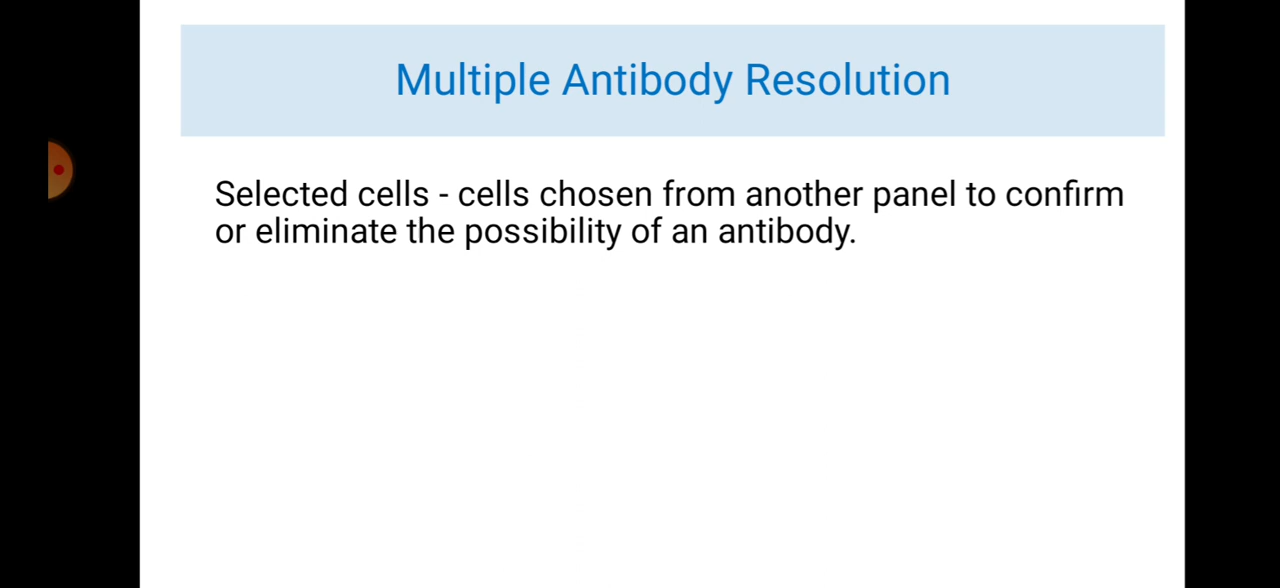 Multiple Antibody Resolution
Selected cells - cells chosen from another panel to confirm
or eliminate the possibility of an antibody.